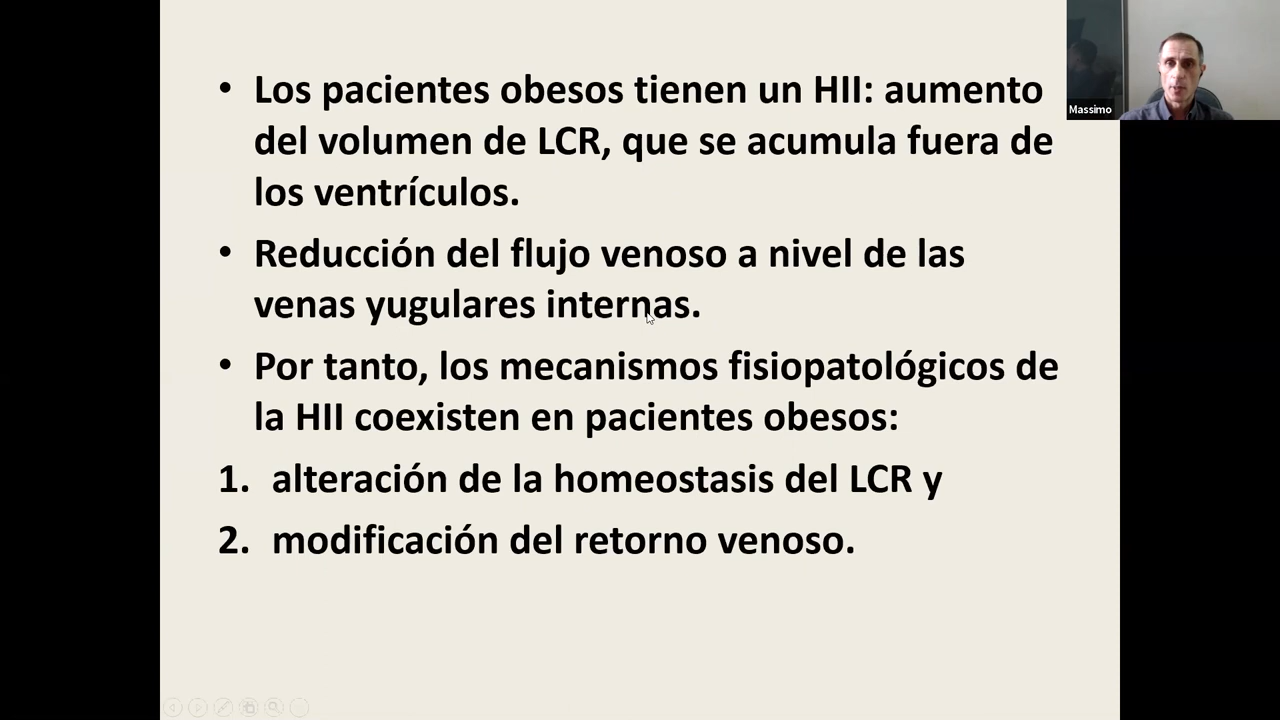 • Los pacientes obesos tienen un HII: aumento
del volumen de LCR, que se acumula fuera de
los ventrículos.
• Reducción del flujo venoso a nivel de las
venas yugulares internas.
• Por tanto, los mecanismos fisiopatológicos de
la HII coexisten en pacientes obesos:
1. alteración de la homeostasis del LCR y
2. modificación del retorno venoso.
Massimo